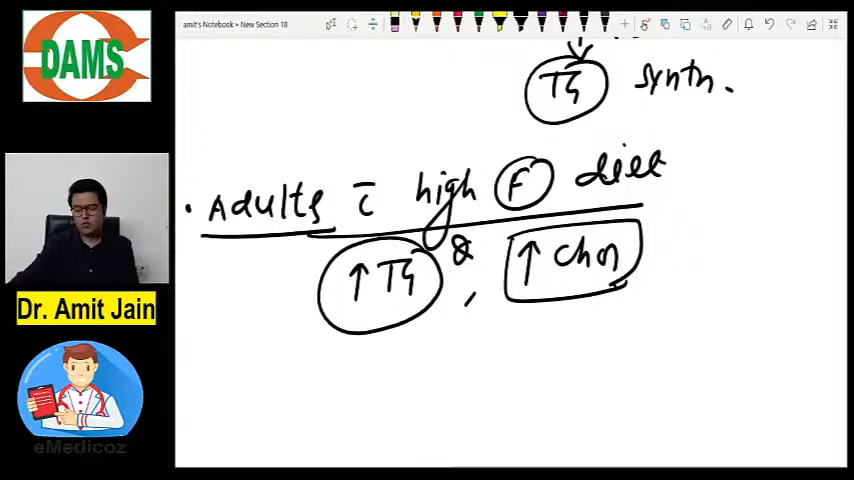 DAMS
Dr. Amit Jain
eMedicoz
amit's Notebook > New Section 10
TG synth.
• Adults c̄ high F diet
↑ TG & , ↑ Chol